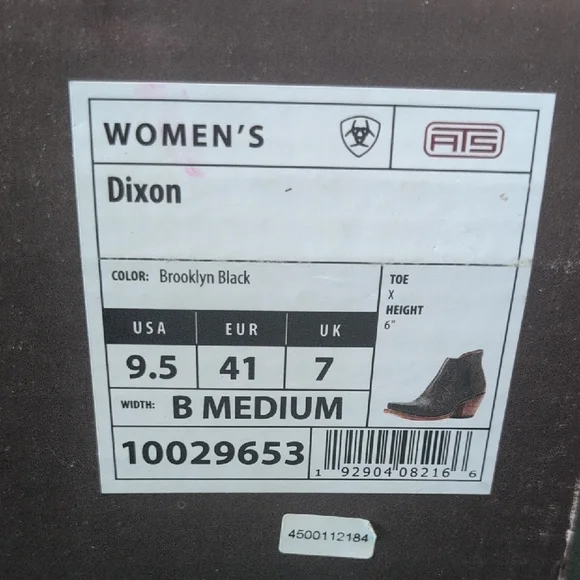 WOMEN'S
ATS
Dixon
COLOR: Brooklyn Black
TOE
X
HEIGHT
6"
USA EUR UK
9.5 41 7
WIDTH: B MEDIUM
10029653
1 92904 08216 6
4500112184